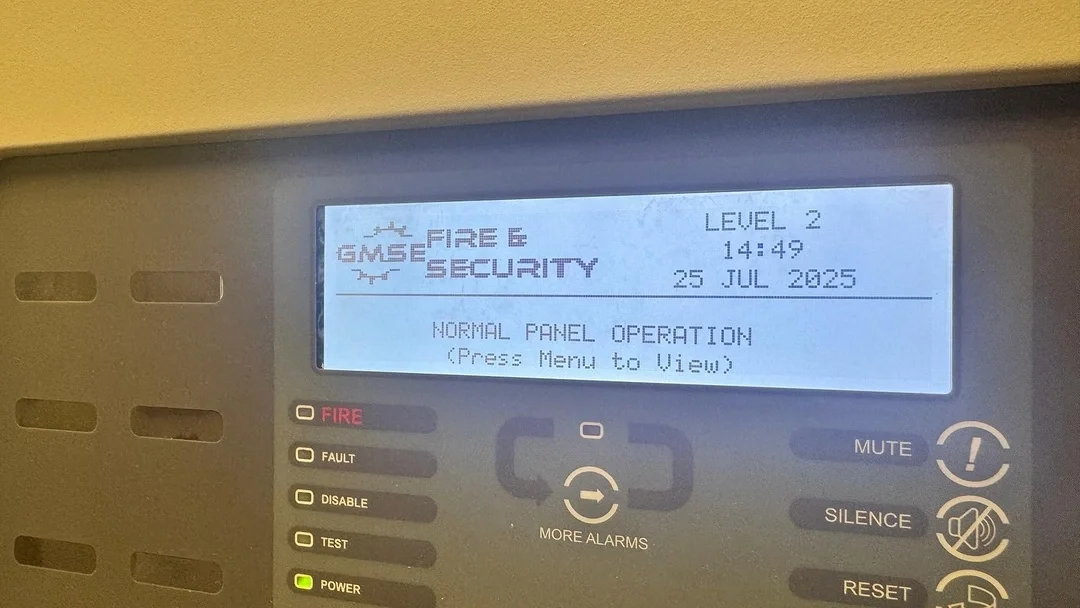 GMSE FIRE &
SECURITY
LEVEL 2
14:49
25 JUL 2025
NORMAL PANEL OPERATION
(Press Menu to View)
FIRE
FAULT
DISABLE
TEST
POWER
MORE ALARMS
MUTE
SILENCE
RESET